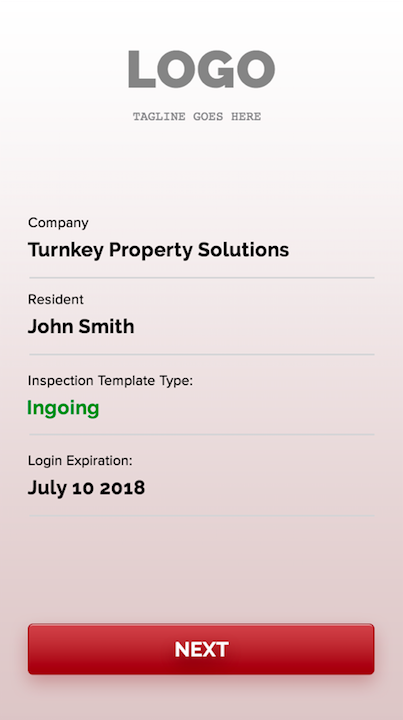 LOGO
TAGLINE GOES HERE
Company
Turnkey Property Solutions
Resident
John Smith
Inspection Template Type:
Ingoing
Login Expiration:
July 10 2018
NEXT